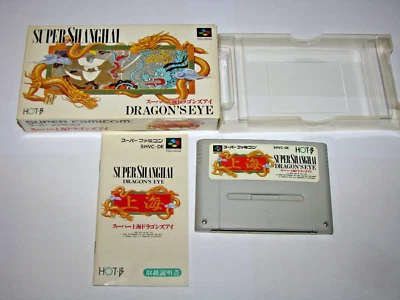 SUPER SHANGHAI
スーパー上海ドラゴンズアイ
DRAGON'S EYE
HOT・β
SUPER FAMICOM
スーパー上海ドラゴンズアイ
スーパーファミコン
SHVC-DE
SUPER SHANGHAI
DRAGON'S EYE
上海
スーパー上海ドラゴンズアイ
HOT・β
取扱説明書
スーパーファミコン
SHVC-DE
HOT・β
上海
SUPER SHANGHAI
DRAGON'S EYE